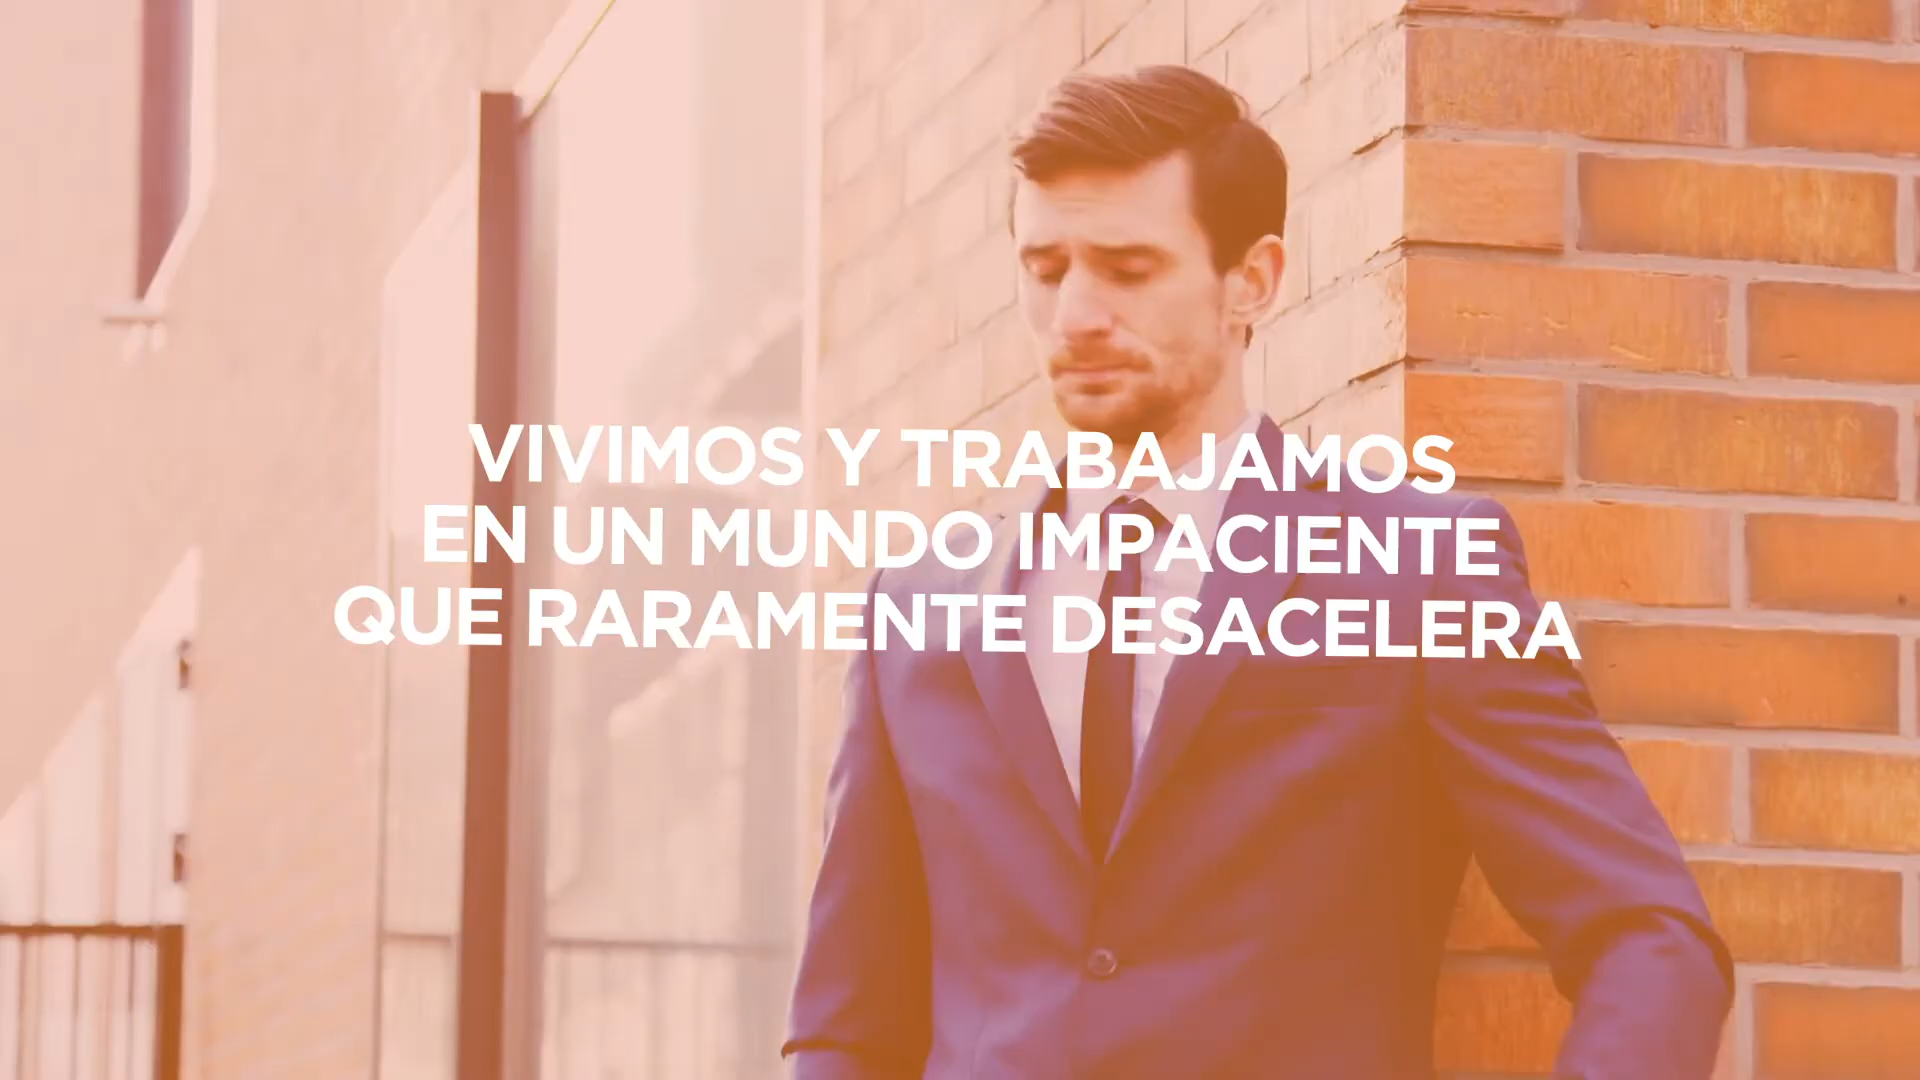 VIVIMOS Y TRABAJAMOS
EN UN MUNDO IMPACIENTE
QUE RARAMENTE DESACELERA